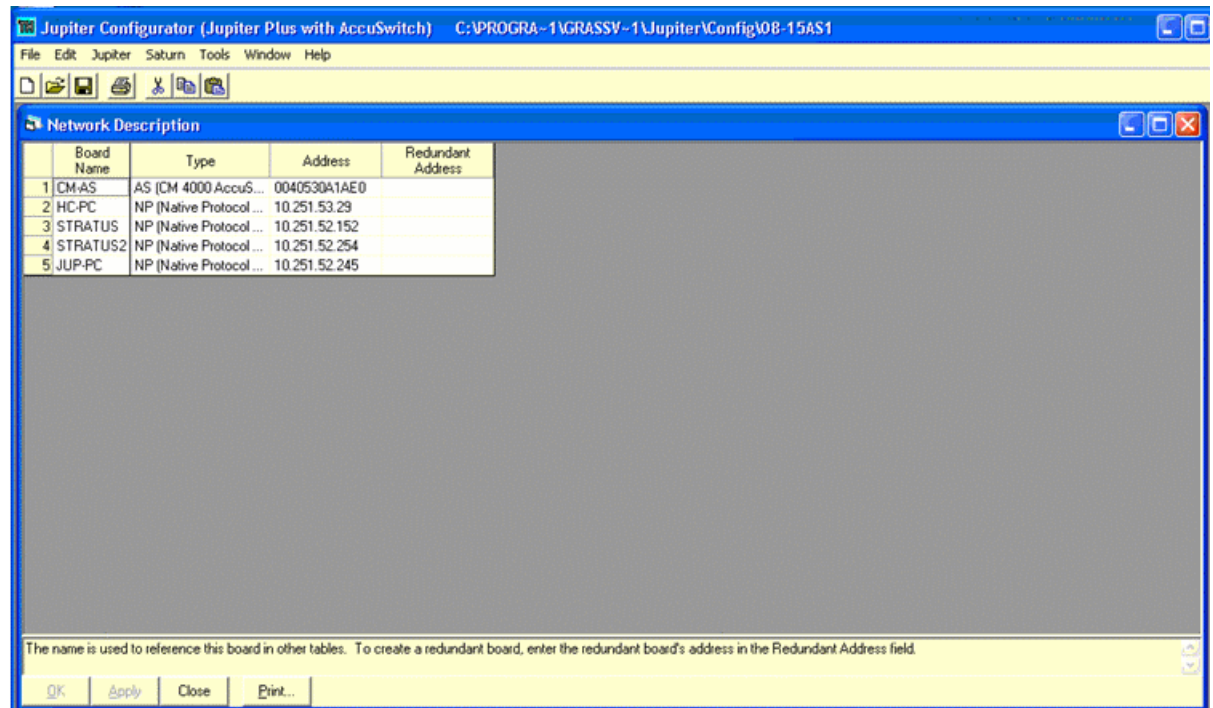 Jupiter Configurator (Jupiter Plus with AccuSwitch) C:\PROGRA~1\GRASSV~1\Jupiter\Config\08-15AS1
File Edit Jupiter Saturn Tools Window Help
Network Description
Board Name Type Address Redundant Address
1 CM-AS AS (CM 4000 AccuS... 0040530A1AE0
2 HC-PC NP (Native Protocol ... 10.251.53.29
3 STRATUS NP (Native Protocol ... 10.251.52.152
4 STRATUS2 NP (Native Protocol ... 10.251.52.254
5 JUP-PC NP (Native Protocol ... 10.251.52.245
The name is used to reference this board in other tables. To create a redundant board, enter the redundant board's address in the Redundant Address field.
OK Apply Close Print...